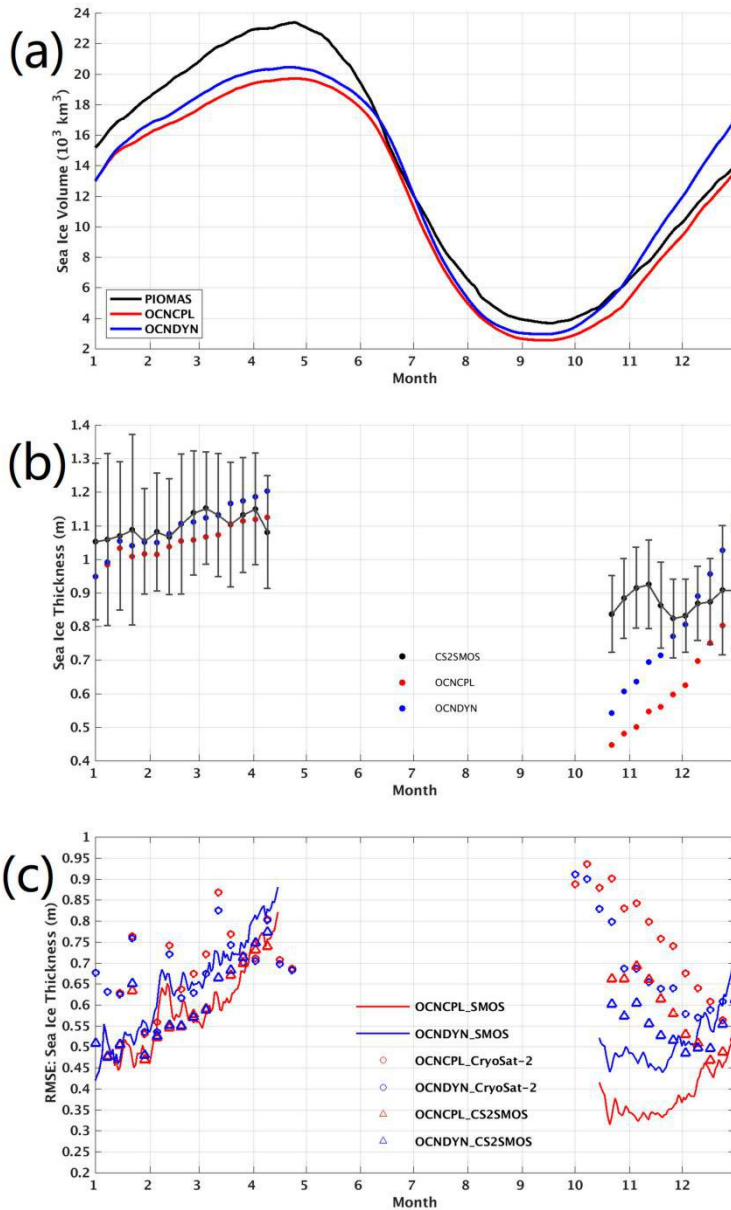 (a)
24
22
20
18
16
14
12
10
8
6
4
2
Sea Ice Volume (10³ km³)
PIOMAS
OCNCPL
OCNDYN
1 2 3 4 5 6 7 8 9 10 11 12
Month
(b)
1.4
1.3
1.2
1.1
1
0.9
0.8
0.7
0.6
0.5
0.4
Sea Ice Thickness (m)
CS2SMOS
OCNCPL
OCNDYN
1 2 3 4 5 6 7 8 9 10 11 12
Month
(c)
1
0.95
0.9
0.85
0.8
0.75
0.7
0.65
0.6
0.55
0.5
0.45
0.4
0.35
0.3
0.25
0.2
RMSE: Sea Ice Thickness (m)
OCNCPL_SMOS
OCNDYN_SMOS
OCNCPL_CryoSat-2
OCNDYN_CryoSat-2
OCNCPL_CS2SMOS
OCNDYN_CS2SMOS
1 2 3 4 5 6 7 8 9 10 11 12
Month